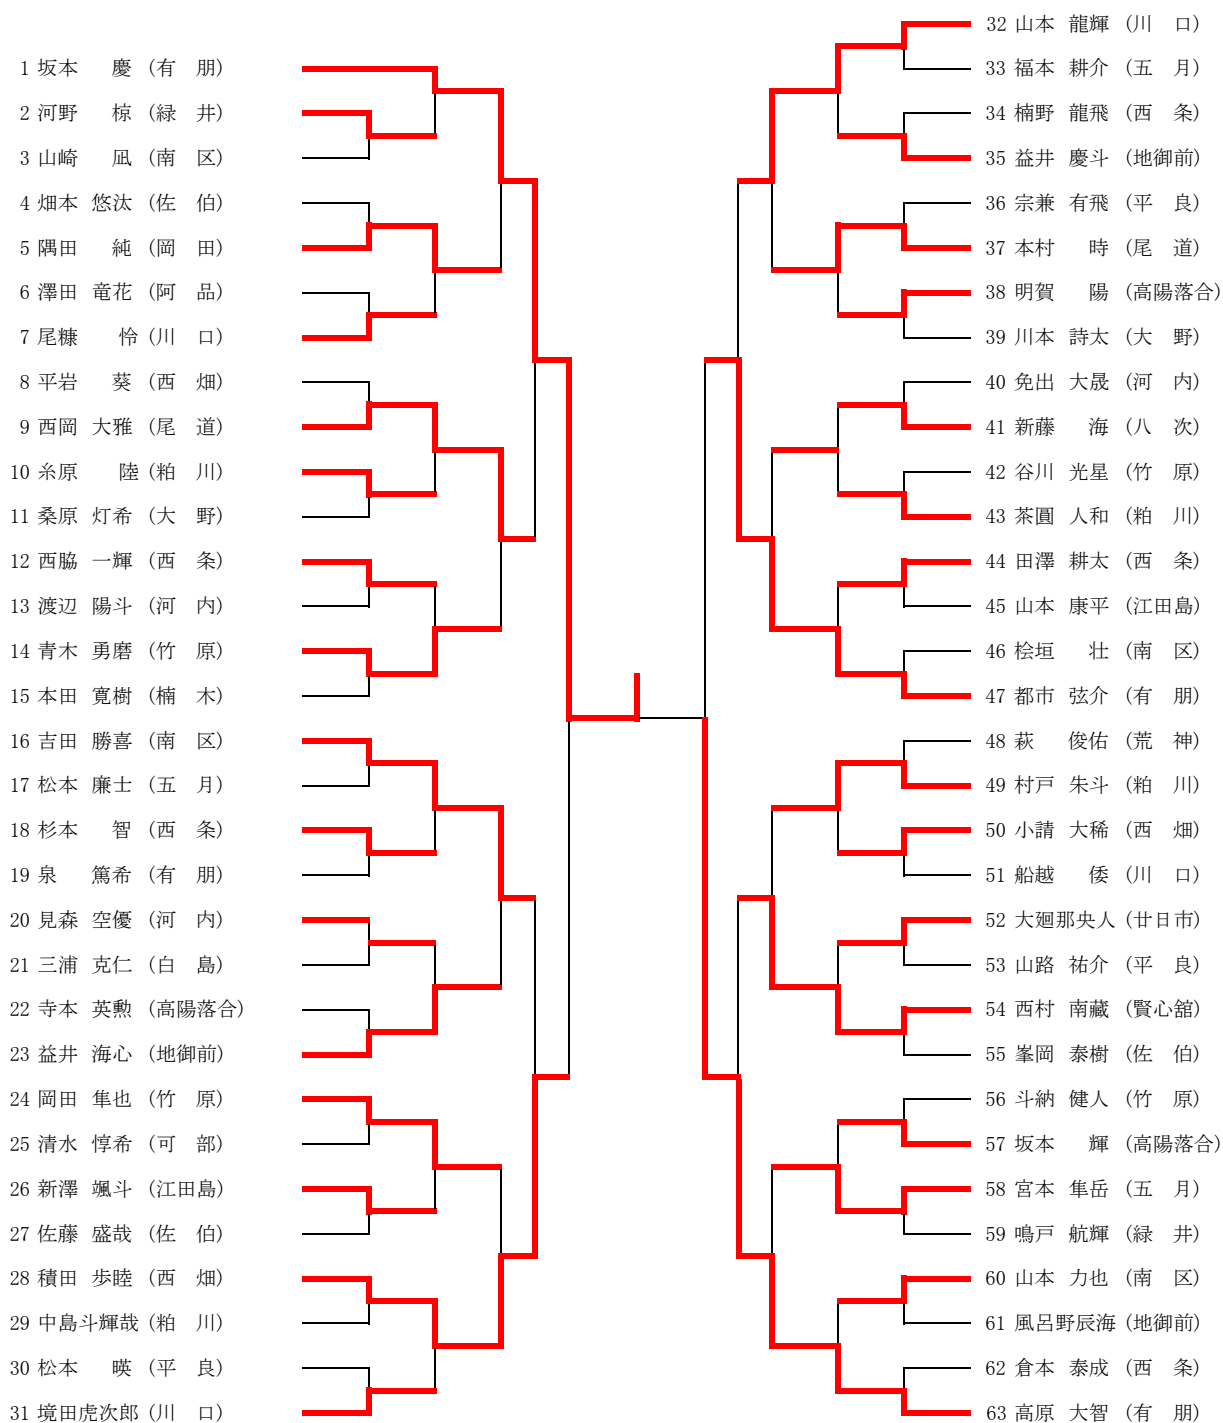 1 坂本　慶 (有　朋)
2 河野　椋 (緑　井)
3 山崎　凪 (南　区)
4 畑本 悠汰 (佐　伯)
5 隅田　純 (岡　田)
6 澤田 竜花 (阿　品)
7 尾糠　怜 (川　口)
8 平岩　葵 (西　畑)
9 西岡 大雅 (尾　道)
10 糸原　陸 (粕　川)
11 桑原 灯希 (大　野)
12 西脇 一輝 (西　条)
13 渡辺 陽斗 (河　内)
14 青木 勇磨 (竹　原)
15 本田 寛樹 (楠　木)
16 吉田 勝喜 (南　区)
17 松本 廉士 (五　月)
18 杉本　智 (西　条)
19 泉　篤希 (有　朋)
20 見森 空優 (河　内)
21 三浦 克仁 (白　島)
22 寺本 英勲 (高陽落合)
23 益井 海心 (地御前)
24 岡田 隼也 (竹　原)
25 清水 惇希 (可　部)
26 新澤 颯斗 (江田島)
27 佐藤 盛哉 (佐　伯)
28 積田 歩睦 (西　畑)
29 中島斗輝哉 (粕　川)
30 松本　暎 (平　良)
31 境田虎次郎 (川　口)
32 山本 龍輝 (川　口)
33 福本 耕介 (五　月)
34 楠野 龍飛 (西　条)
35 益井 慶斗 (地御前)
36 宗兼 有飛 (平　良)
37 本村　時 (尾　道)
38 明賀　陽 (高陽落合)
39 川本 詩太 (大　野)
40 免出 大晟 (河　内)
41 新藤　海 (八　次)
42 谷川 光星 (竹　原)
43 茶圓 人和 (粕　川)
44 田澤 耕太 (西　条)
45 山本 康平 (江田島)
46 桧垣　壮 (南　区)
47 都市 弦介 (有　朋)
48 萩　俊佑 (荒　神)
49 村戸 朱斗 (粕　川)
50 小請 大稀 (西　畑)
51 船越　倭 (川　口)
52 大廻那央人 (廿日市)
53 山路 祐介 (平　良)
54 西村 南藏 (賢心舘)
55 峯岡 泰樹 (佐　伯)
56 斗納 健人 (竹　原)
57 坂本　輝 (高陽落合)
58 宮本 隼岳 (五　月)
59 鳴戸 航輝 (緑　井)
60 山本 力也 (南　区)
61 風呂野辰海 (地御前)
62 倉本 泰成 (西　条)
63 高原 大智 (有　朋)